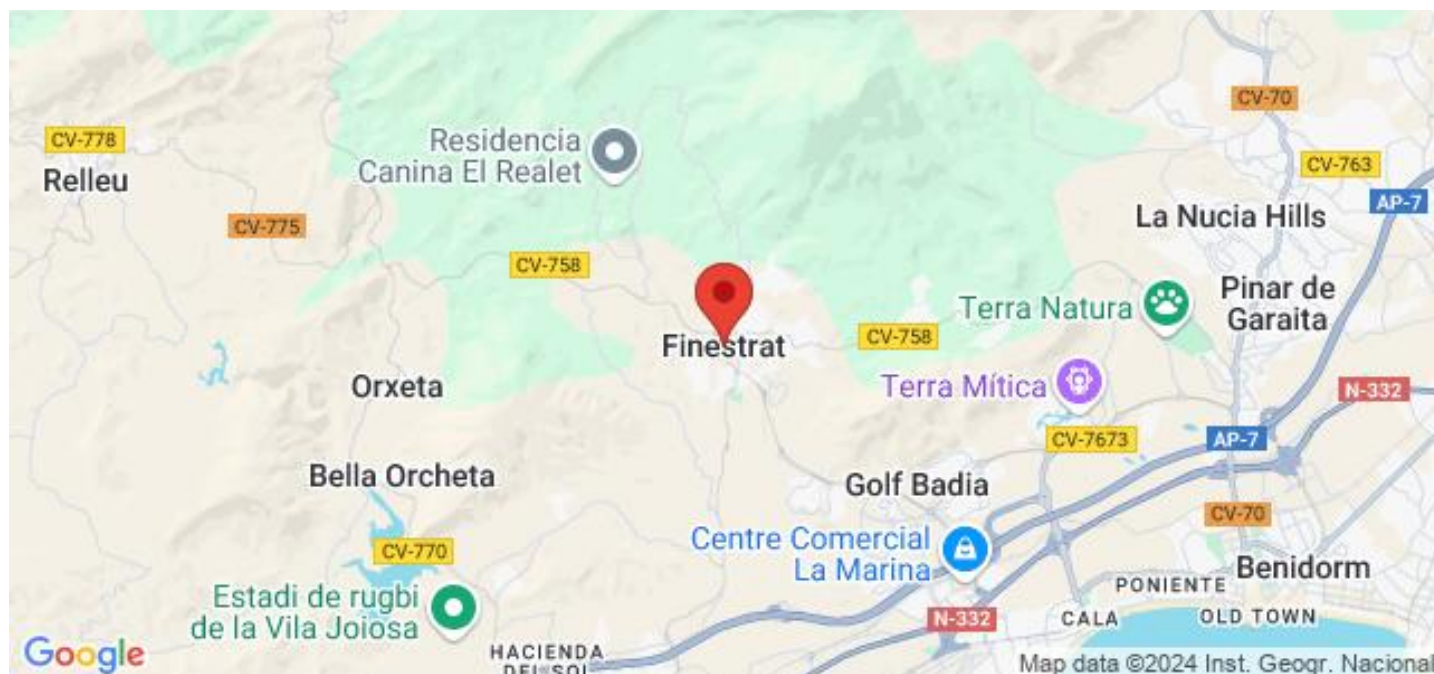 CV-70
CV-778
Residencia
Canina El Realet
CV-763
Relleu
AP-7
La Nucia Hills
CV-775
CV-758
Pinar de
Garaita
Terra Natura
CV-758
Finestrat
Orxeta
Terra Mítica
N-332
CV-7673
AP-7
Bella Orcheta
Golf Badia
CV-70
Centre Comercial
La Marina
CV-770
Benidorm
PONIENTE
Estadi de rugbi
de la Vila Joiosa
N-332
CALA
OLD TOWN
HACIENDA
DEL SOL
Google
Map data ©2024 Inst. Geogr. Nacional